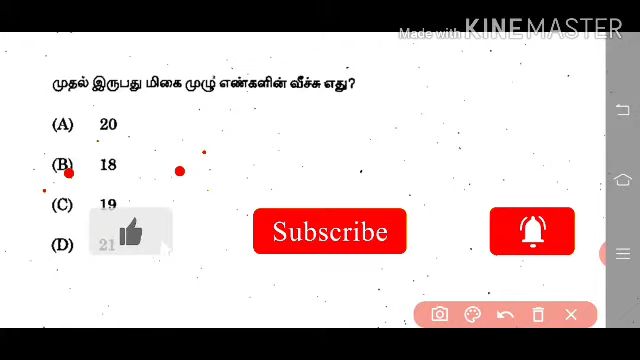 Made with KINEMASTER
முதல் இருபது மிகை முழு எண்களின் வீச்சு எது?
(A) 20
(B) 18
(C) 19
(D) 21
Subscribe